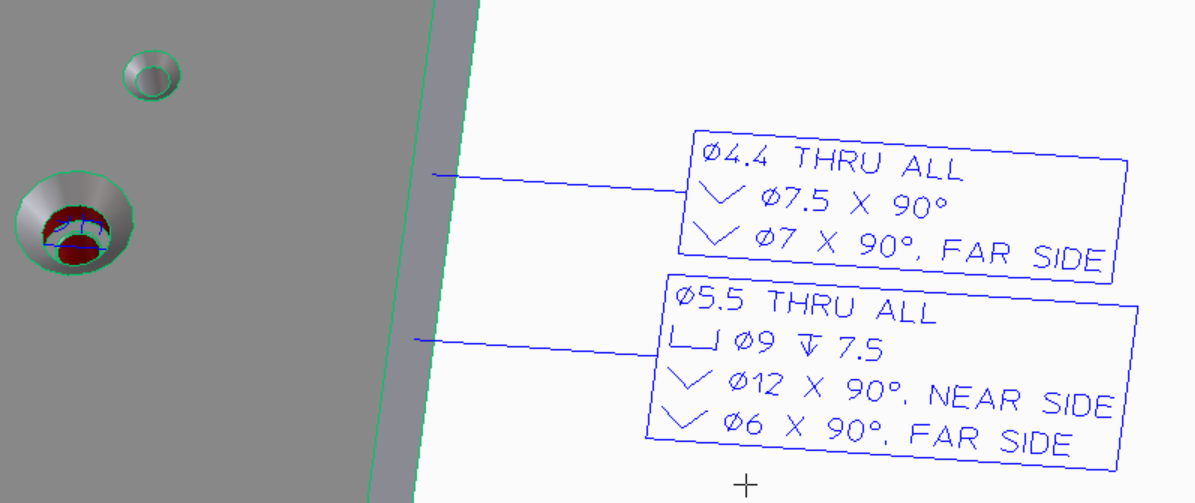 Ø4.4 THRU ALL
⌵ Ø7.5 X 90°
⌵ Ø7 X 90°, FAR SIDE
Ø5.5 THRU ALL
⌴ Ø9 ↧ 7.5
⌵ Ø12 X 90°, NEAR SIDE
⌵ Ø6 X 90°, FAR SIDE